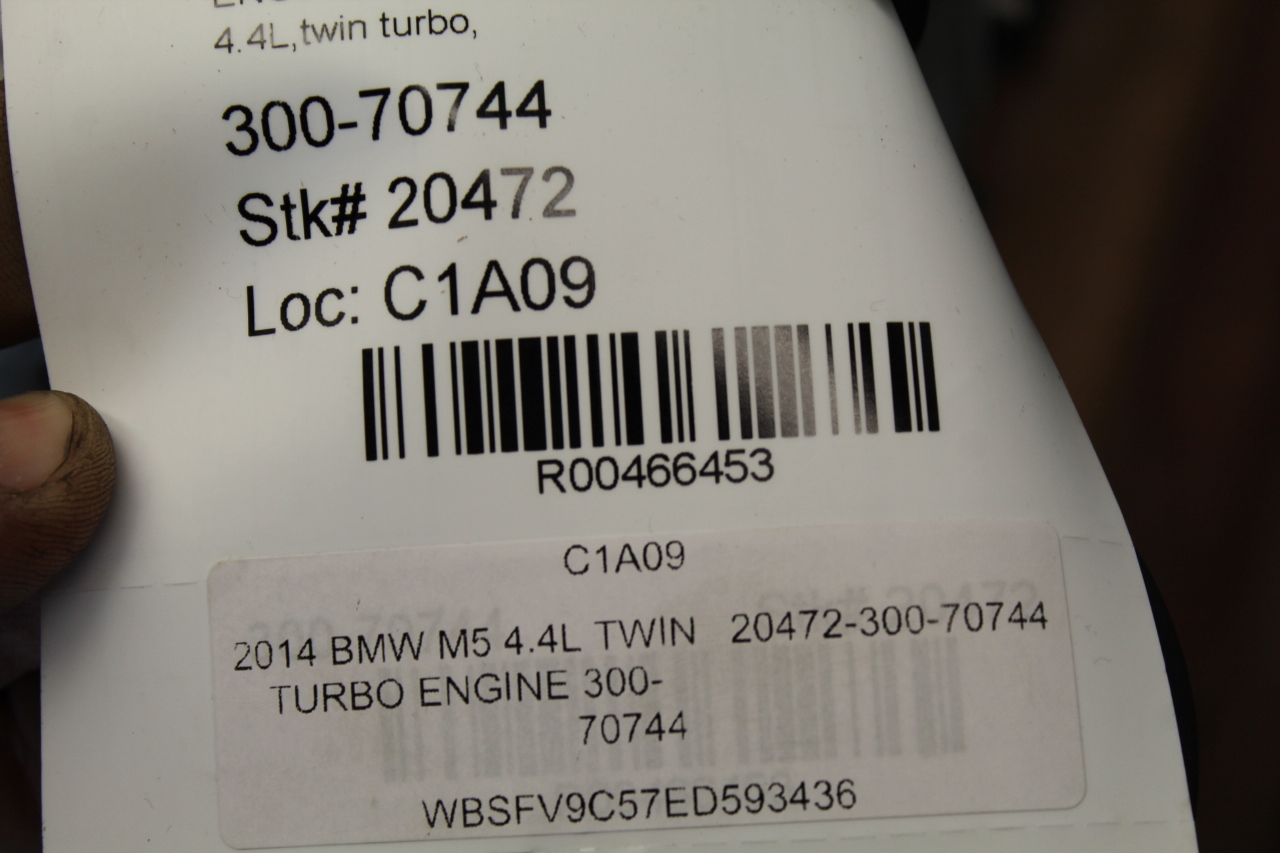 4.4L,twin turbo,
300-70744
Stk# 20472
Loc: C1A09
R00466453
C1A09
2014 BMW M5 4.4L TWIN 20472-300-70744
TURBO ENGINE 300-
70744
WBSFV9C57ED593436